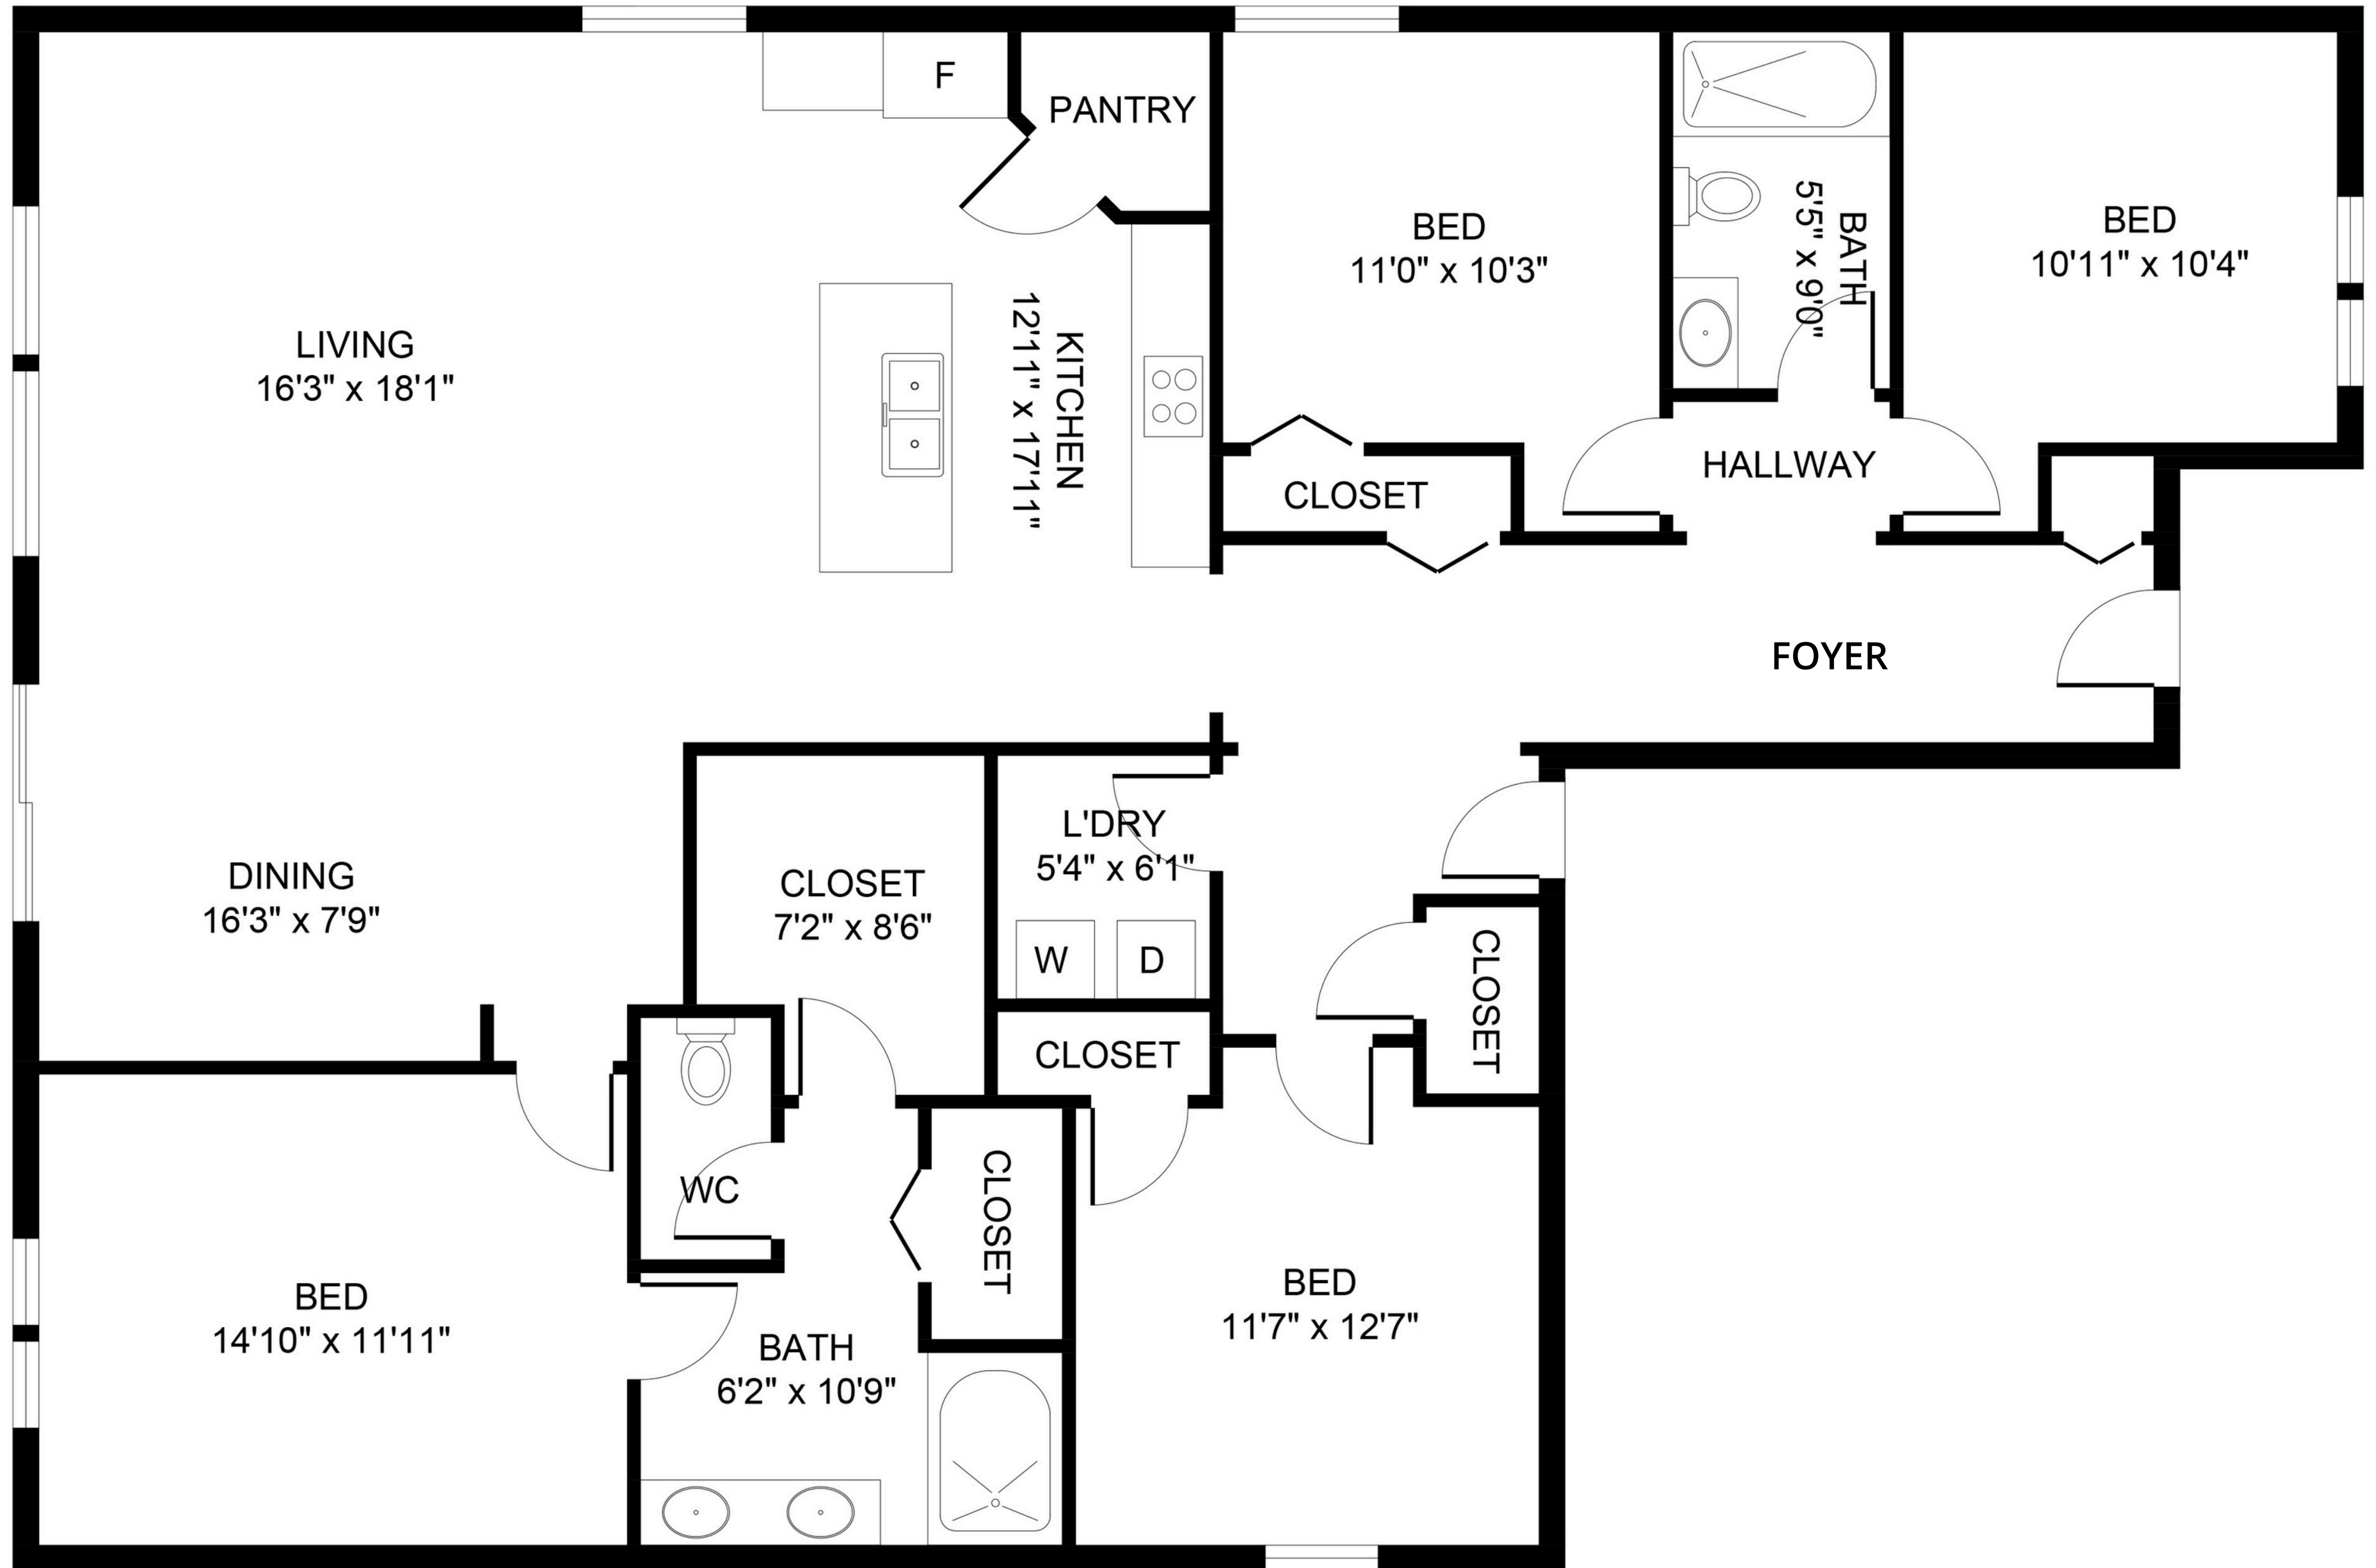 F
PANTRY
BED
11'0" x 10'3"
BATH
5'5" x 9'0"
BED
10'11" x 10'4"
LIVING
16'3" x 18'1"
KITCHEN
12'11" x 17'11"
CLOSET
HALLWAY
FOYER
DINING
16'3" x 7'9"
CLOSET
7'2" x 8'6"
L'DRY
5'4" x 6'1"
W
D
CLOSET
CLOSET
WC
CLOSET
BED
14'10" x 11'11"
BATH
6'2" x 10'9"
BED
11'7" x 12'7"